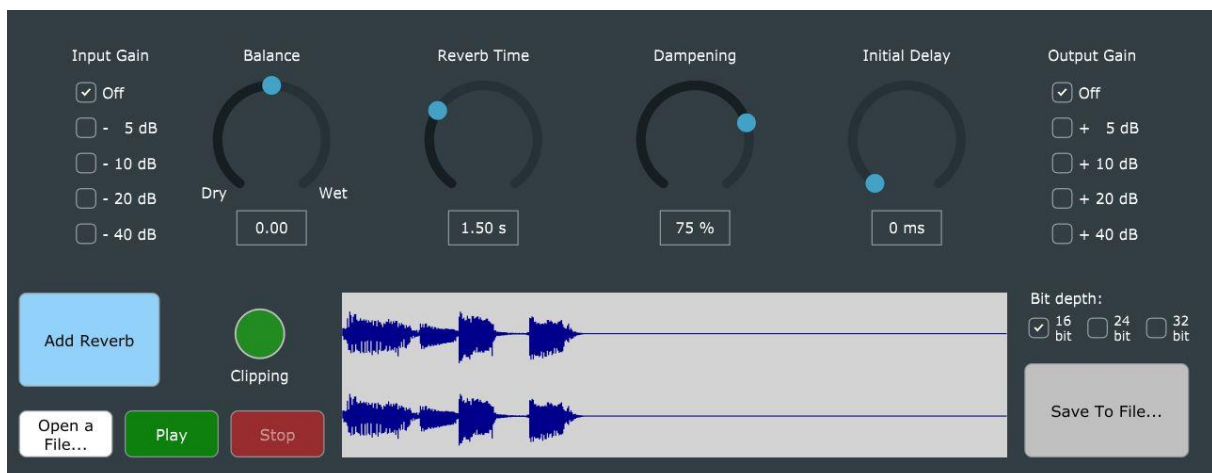 Input Gain
Off
- 5 dB
- 10 dB
- 20 dB
- 40 dB
Balance
Dry
Wet
0.00
Reverb Time
1.50 s
Dampening
75 %
Initial Delay
0 ms
Output Gain
Off
+ 5 dB
+ 10 dB
+ 20 dB
+ 40 dB
Add Reverb
Clipping
Open a
File...
Play
Stop
Bit depth:
16
bit
24
bit
32
bit
Save To File...